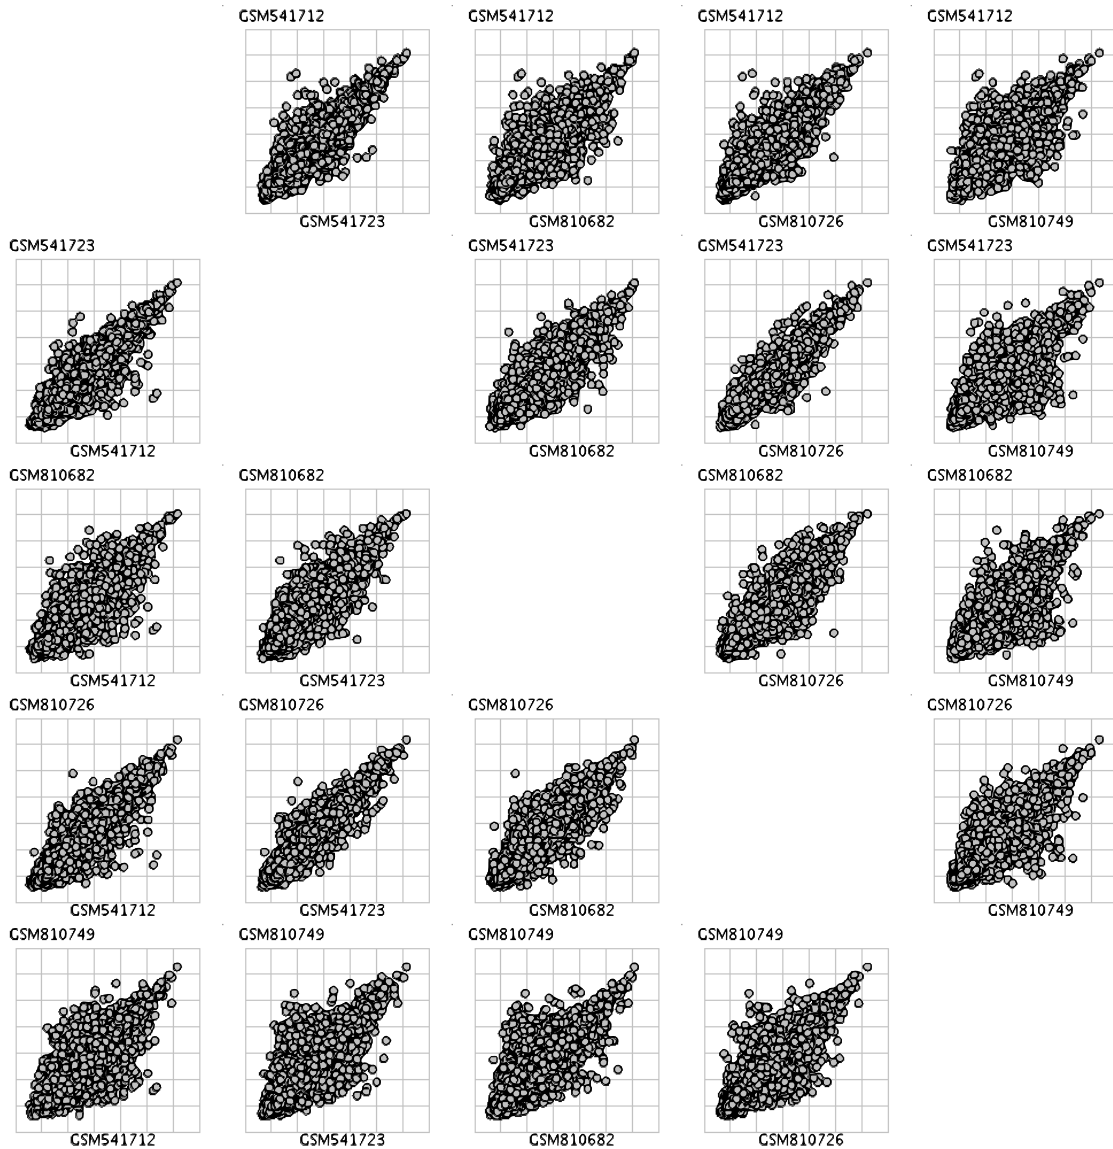 GSM541712 GSM541712 GSM541712 GSM541712
GSM541723 GSM810682 GSM810726 GSM810749
GSM541723 GSM541723 GSM541723 GSM541723
GSM541712 GSM810682 GSM810726 GSM810749
GSM810682 GSM810682 GSM810682 GSM810682
GSM541712 GSM541723 GSM810726 GSM810749
GSM810726 GSM810726 GSM810726 GSM810726
GSM541712 GSM541723 GSM810682 GSM810749
GSM810749 GSM810749 GSM810749 GSM810749
GSM541712 GSM541723 GSM810682 GSM810726